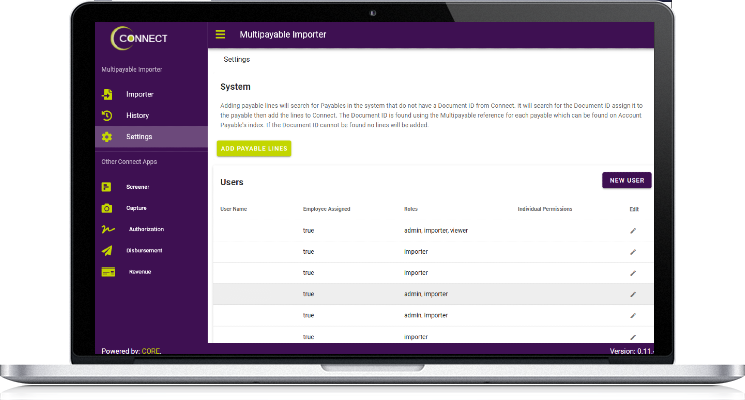 CONNECT
Multipayable Importer
Multipayable Importer
Importer
History
Settings
Other Connect Apps
Screener
Capture
Authorization
Disbursement
Revenue
Powered by: CORE.
Settings
System
Adding payable lines will search for Payables in the system that do not have a Document ID from Connect. It will search for the Document ID assign it to
the payable then add the lines to Connect. The Document ID is found using the Multipayable reference for each payable which can be found on Account
Payable's index. If the Document ID cannot be found no lines will be added.
ADD PAYABLE LINES
Users
NEW USER
User Name Employee Assigned Roles Individual Permissions Edit
true admin, importer, viewer
true importer
true importer
true admin, importer
true admin, importer
true importer
Version: 0.11.